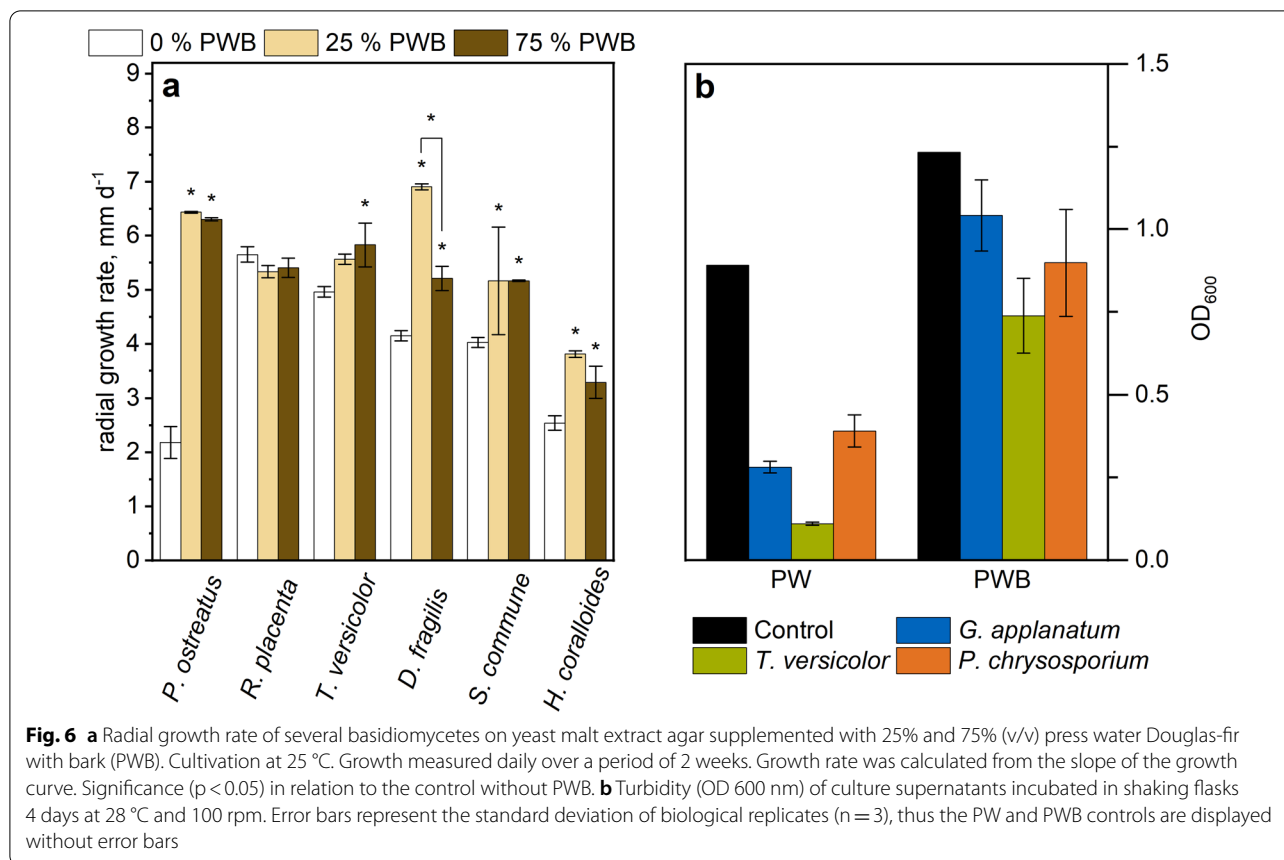 0 % PWB 25 % PWB 75 % PWB
a
radial growth rate, mm d-1
9
8
7
6
5
4
3
2
1
0
* * * * * * * * * *
P. ostreatus
R. placenta
T. versicolor
D. fragilis
S. commune
H. coralloides
b
1.5
1.0
0.5
0.0
OD600
PW PWB
Control G. applanatum
T. versicolor P. chrysosporium
Fig. 6 a Radial growth rate of several basidiomycetes on yeast malt extract agar supplemented with 25% and 75% (v/v) press water Douglas-fir
with bark (PWB). Cultivation at 25 °C. Growth measured daily over a period of 2 weeks. Growth rate was calculated from the slope of the growth
curve. Significance (p < 0.05) in relation to the control without PWB. b Turbidity (OD 600 nm) of culture supernatants incubated in shaking flasks
4 days at 28 °C and 100 rpm. Error bars represent the standard deviation of biological replicates (n = 3), thus the PW and PWB controls are displayed
without error bars